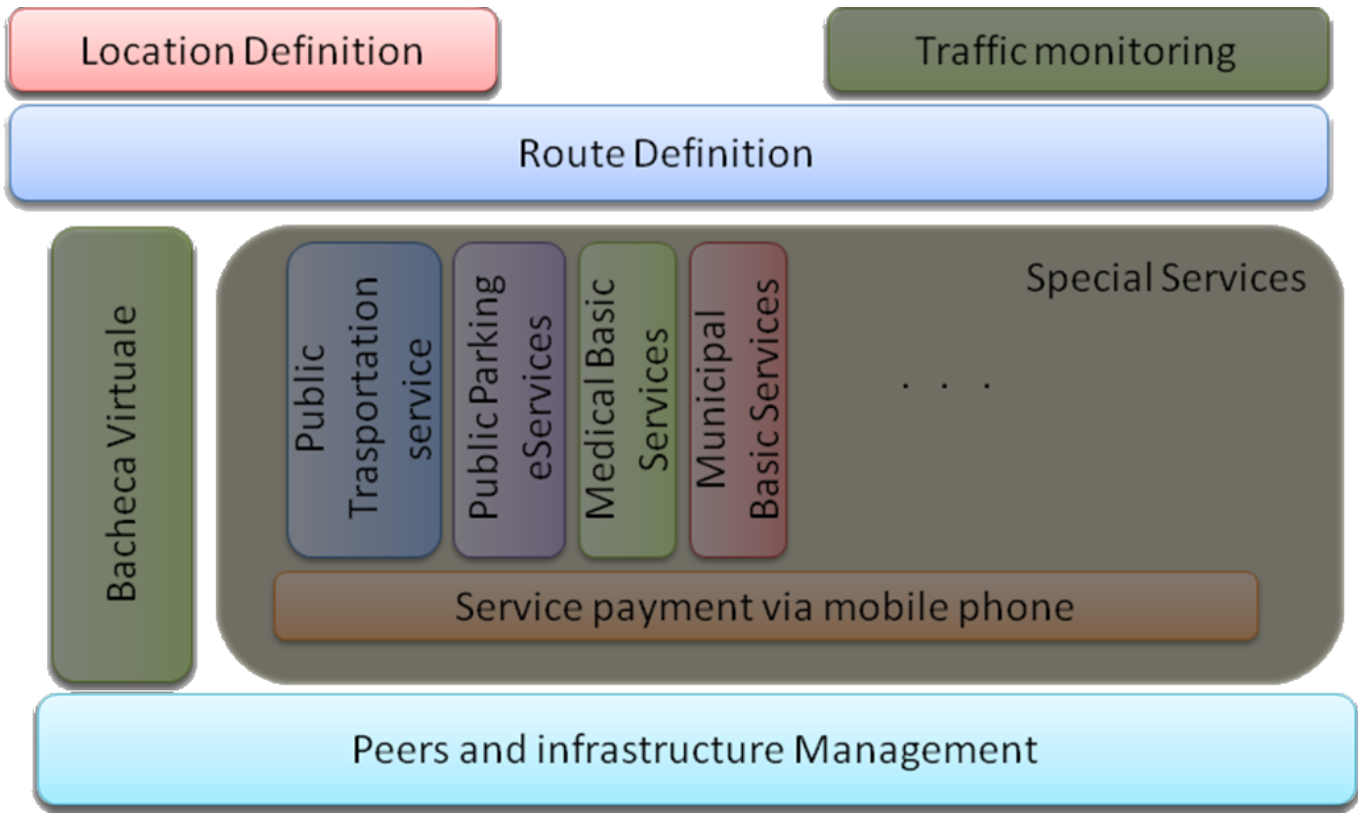 Location Definition
Traffic monitoring
Route Definition
Bacheca Virtuale
Public
Trasportation
service
Public Parking
eServices
Medical Basic
Services
Municipal
Basic Services
Special Services
. . .
Service payment via mobile phone
Peers and infrastructure Management